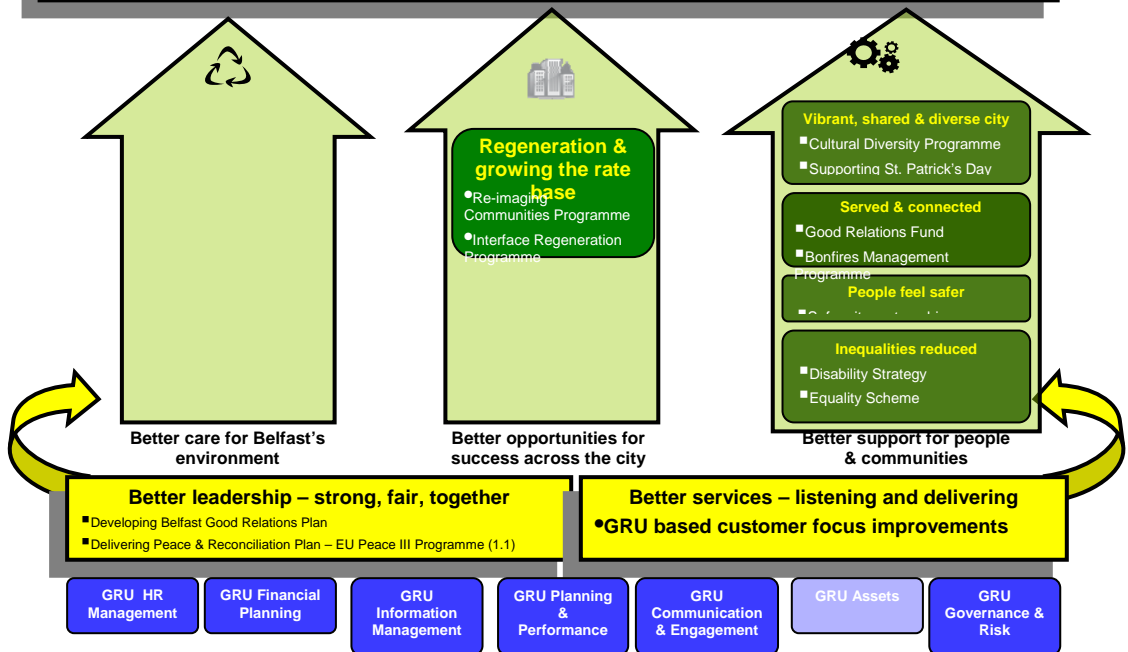 Vibrant, shared & diverse city
▪Cultural Diversity Programme
▪Supporting St. Patrick's Day
Regeneration &
growing the rate
base
•Re-imaging
Communities Programme
•Interface Regeneration
Programme
Served & connected
▪Good Relations Fund
▪Bonfires Management
Programme
People feel safer
Inequalities reduced
▪Disability Strategy
▪Equality Scheme
Better care for Belfast's
environment
Better opportunities for
success across the city
Better support for people
& communities
Better leadership – strong, fair, together
▪Developing Belfast Good Relations Plan
▪Delivering Peace & Reconciliation Plan – EU Peace III Programme (1.1)
Better services – listening and delivering
•GRU based customer focus improvements
GRU HR
Management
GRU Financial
Planning
GRU
Information
Management
GRU Planning
&
Performance
GRU
Communication
& Engagement
GRU Assets
GRU
Governance &
Risk